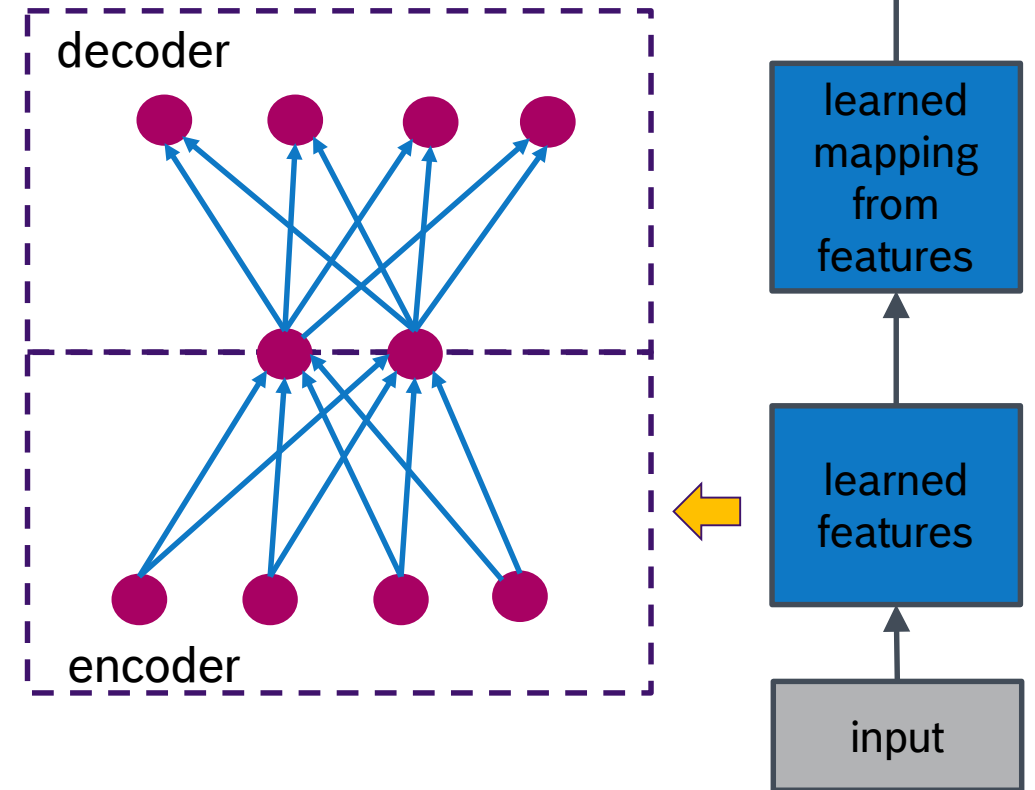 decoder
encoder
learned
mapping
from
features
learned
features
input